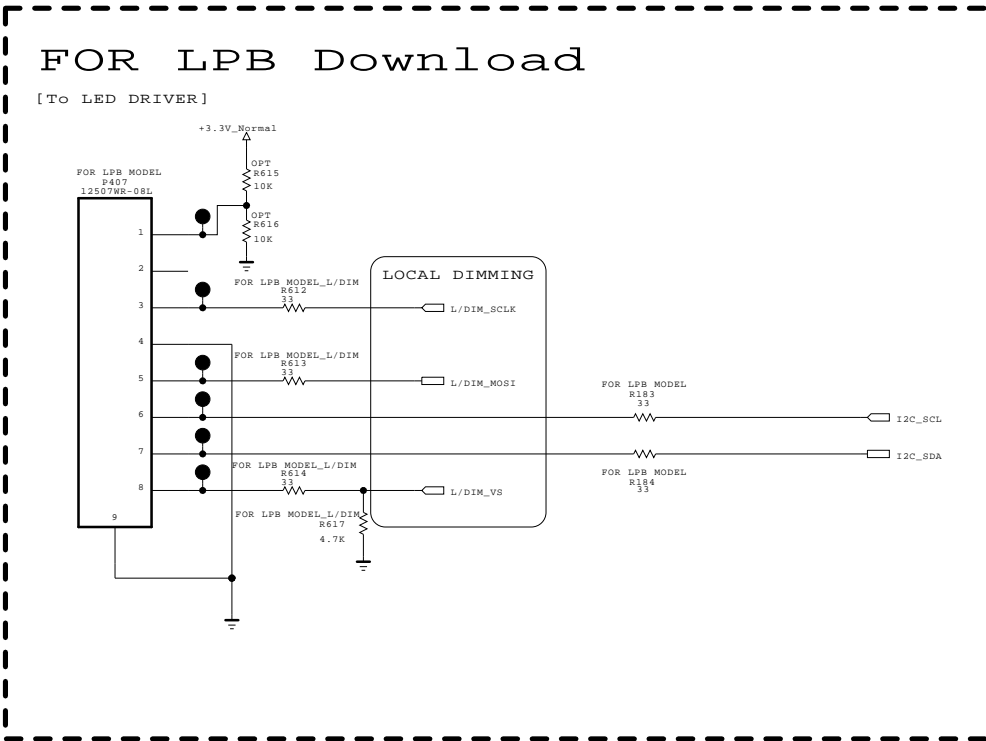 FOR LPB Download
[To LED DRIVER]
+3.3V_Normal
OPT
R615
10K
FOR LPB MODEL
P407
12507WR-08L
OPT
R616
10K
1
2
LOCAL DIMMING
FOR LPB MODEL_L/DIM
R612
33
3
L/DIM_SCLK
4
FOR LPB MODEL_L/DIM
R613
33
5
L/DIM_MOSI
FOR LPB MODEL
R183
33
6
I2C_SCL
7
I2C_SDA
FOR LPB MODEL
R184
33
FOR LPB MODEL_L/DIM
R614
33
8
L/DIM_VS
FOR LPB MODEL_L/DIM
R617
4.7K
9